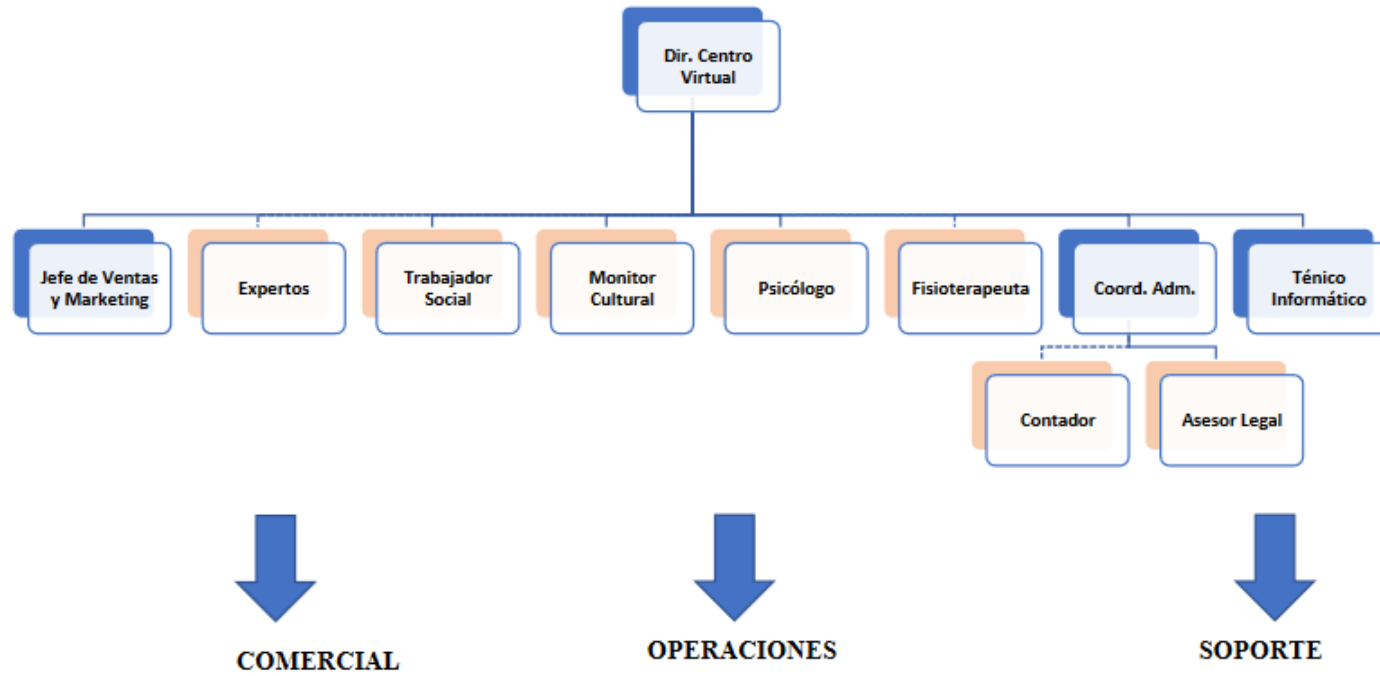 Dir. Centro
Virtual
Jefe de Ventas
y Marketing
Expertos
Trabajador
Social
Monitor
Cultural
Psicólogo
Fisioterapeuta
Coord. Adm.
Ténico
Informático
Contador
Asesor Legal
COMERCIAL
OPERACIONES
SOPORTE